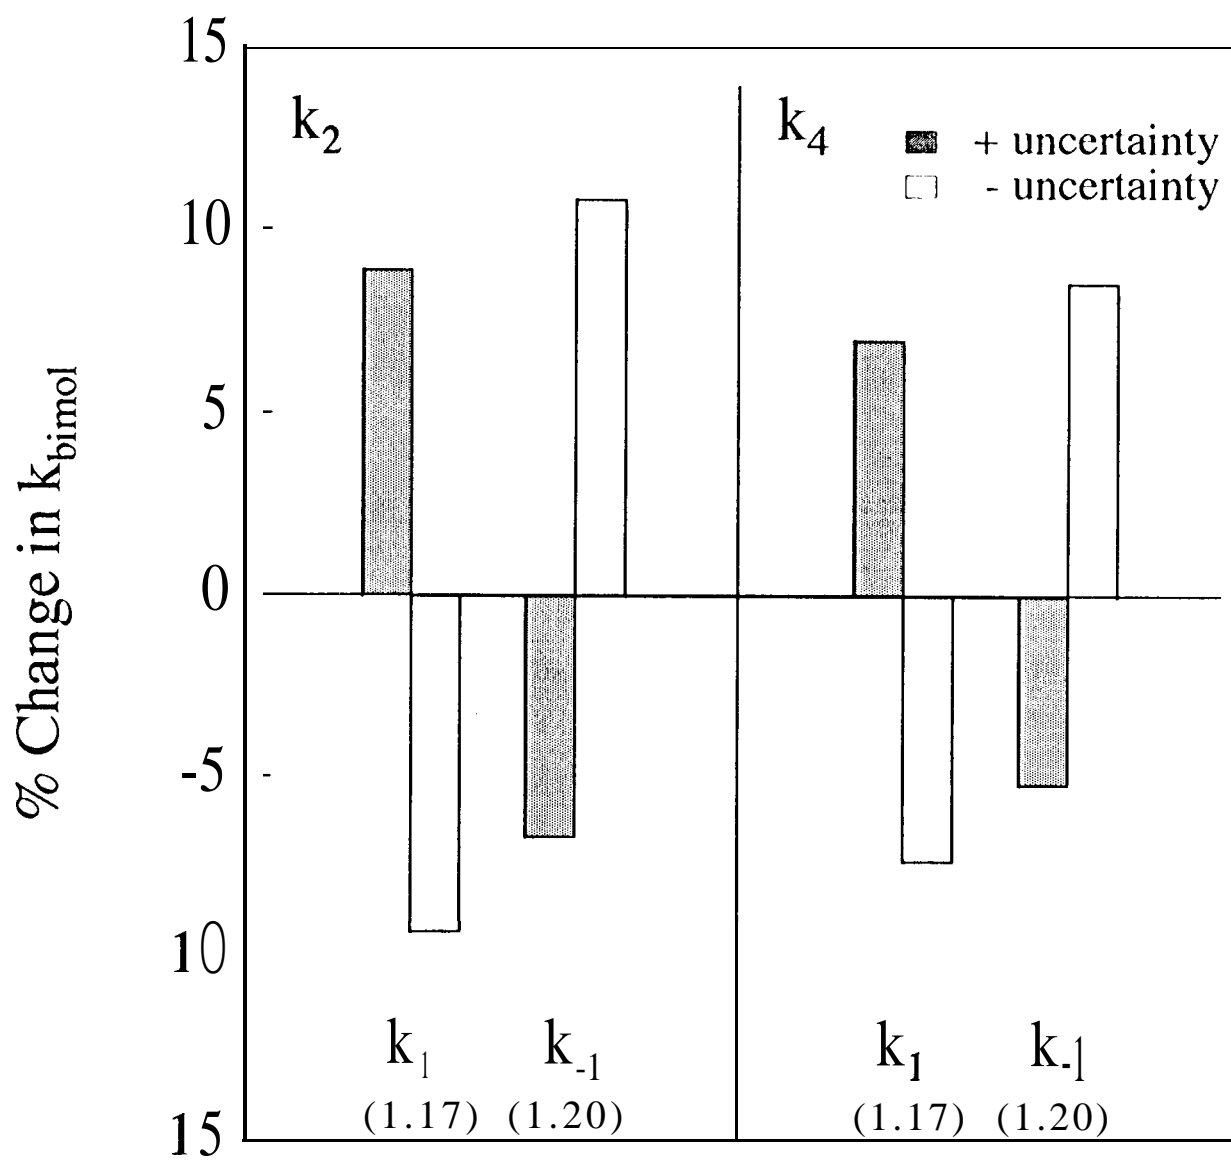 15
k2
k4
+ uncertainty
- uncertainty
10
5
% Change in kbimol
0
-5
10
k1 k-1 k1 k-1
(1.17) (1.20) (1.17) (1.20)
15